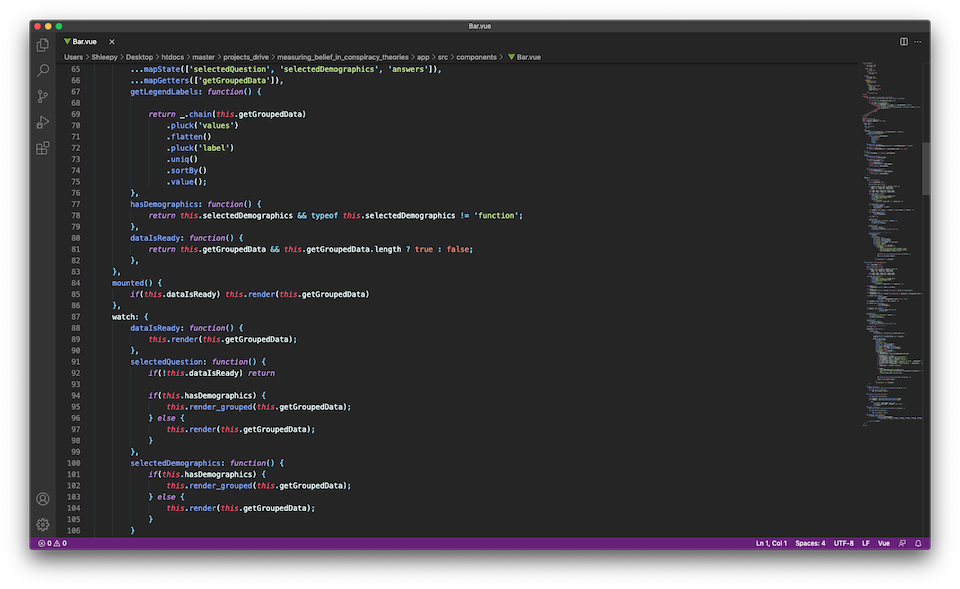 Bar.vue
Bar.vue ×
Users > Shleepy > Desktop > htdocs > master > projects_drive > measuring_belief_in_conspiracy_theories > app > src > components > Bar.vue
65 ...mapState(['selectedQuestion', 'selectedDemographics', 'answers']),
66 ...mapGetters(['getGroupedData']),
67 getLegendLabels: function() {
68
69 return _.chain(this.getGroupedData)
70 .pluck('values')
71 .flatten()
72 .pluck('label')
73 .uniq()
74 .sortBy()
75 .value();
76 },
77 hasDemographics: function() {
78 return this.selectedDemographics && typeof this.selectedDemographics != 'function';
79 },
80 dataIsReady: function() {
81 return this.getGroupedData && this.getGroupedData.length ? true : false;
82 },
83 },
84 mounted() {
85 if(this.dataIsReady) this.render(this.getGroupedData)
86 },
87 watch: {
88 dataIsReady: function() {
89 this.render(this.getGroupedData);
90 },
91 selectedQuestion: function() {
92 if(!this.dataIsReady) return
93
94 if(this.hasDemographics) {
95 this.render_grouped(this.getGroupedData);
96 } else {
97 this.render(this.getGroupedData);
98 }
99 },
100 selectedDemographics: function() {
101 if(this.hasDemographics) {
102 this.render_grouped(this.getGroupedData);
103 } else {
104 this.render(this.getGroupedData);
105 }
106 }
0 0 Ln 1, Col 1 Spaces: 4 UTF-8 LF Vue